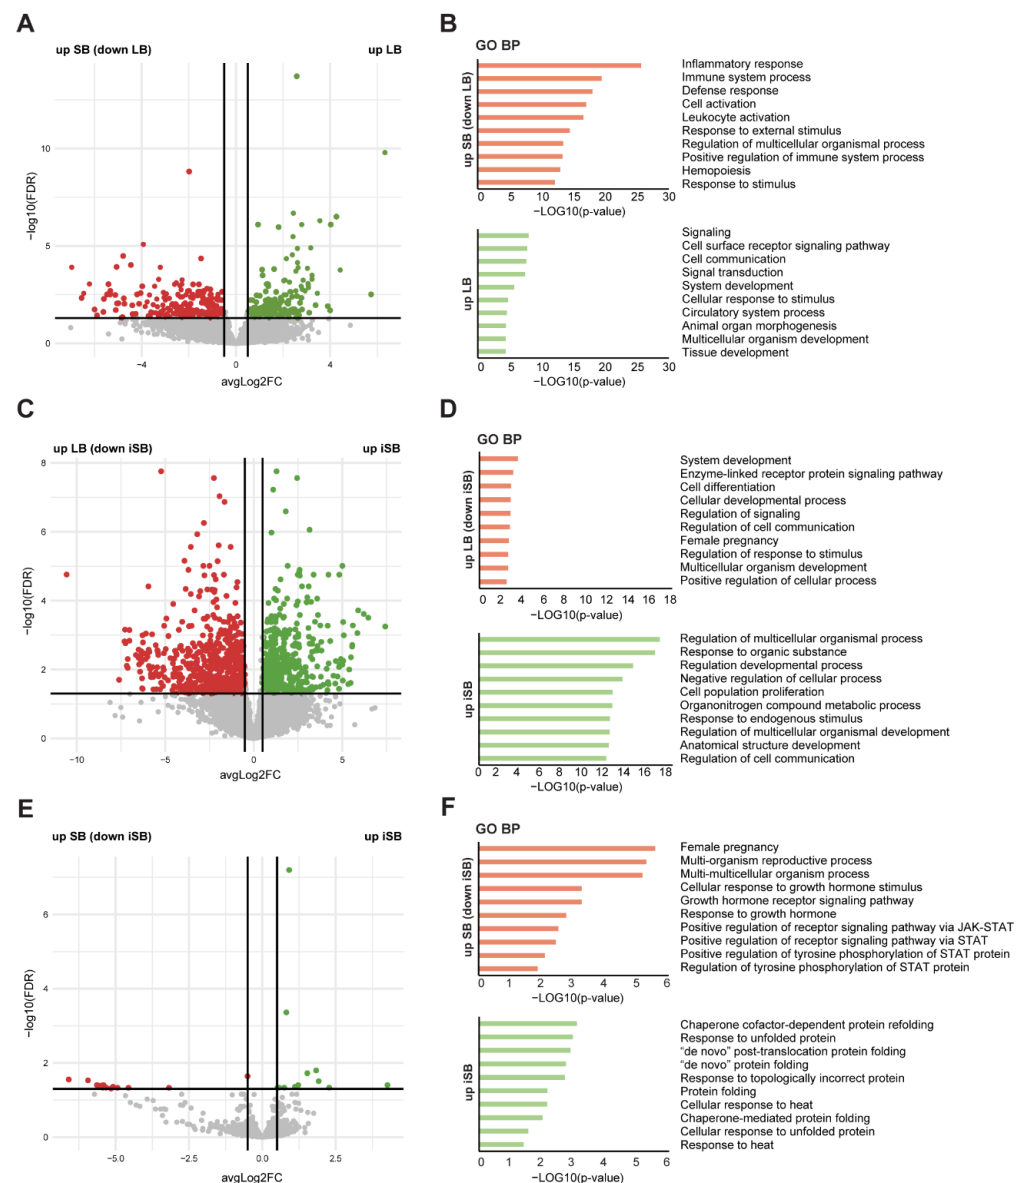 A
up SB (down LB)
up LB
10
5
0
−log10(FDR)
−4
0
4
avgLog2FC
B
GO BP
up SB (down LB)
Inflammatory response
Immune system process
Defense response
Cell activation
Leukocyte activation
Response to external stimulus
Regulation of multicellular organismal process
Positive regulation of immune system process
Hemopoiesis
Response to stimulus
0 5 10 15 20 25 30
−LOG10(p-value)
up LB
Signaling
Cell surface receptor signaling pathway
Cell communication
Signal transduction
System development
Cellular response to stimulus
Circulatory system process
Animal organ morphogenesis
Multicellular organism development
Tissue development
0 5 10 15 20 25 30
−LOG10(p-value)
C
up LB (down iSB)
up iSB
8
6
4
2
0
−log10(FDR)
−10
−5
0
5
avgLog2FC
D
GO BP
up LB (down iSB)
System development
Enzyme-linked receptor protein signaling pathway
Cell differentiation
Cellular developmental process
Regulation of signaling
Regulation of cell communication
Female pregnancy
Regulation of response to stimulus
Multicellular organism development
Positive regulation of cellular process
0 2 4 6 8 10 12 14 16 18
−LOG10(p-value)
up iSB
Regulation of multicellular organismal process
Response to organic substance
Regulation developmental process
Negative regulation of cellular process
Cell population proliferation
Organonitrogen compound metabolic process
Response to endogenous stimulus
Regulation of multicellular organismal development
Anatomical structure development
Regulation of cell communication
0 2 4 6 8 10 12 14 16 18
−LOG10(p-value)
E
up SB (down iSB)
up iSB
6
4
2
0
−log10(FDR)
−5.0
−2.5
0.0
2.5
avgLog2FC
F
GO BP
up SB (down iSB)
Female pregnancy
Multi-organism reproductive process
Multi-multicellular organism process
Cellular response to growth hormone stimulus
Growth hormone receptor signaling pathway
Response to growth hormone
Positive regulation of receptor signaling pathway via JAK-STAT
Positive regulation of receptor signaling pathway via STAT
Positive regulation of tyrosine phosphorylation of STAT protein
Regulation of tyrosine phosphorylation of STAT protein
0 1 2 3 4 5 6
−LOG10(p-value)
up iSB
Chaperone cofactor-dependent protein refolding
Response to unfolded protein
“de novo” post-translocation protein folding
“de novo” protein folding
Response to topologically incorrect protein
Protein folding
Cellular response to heat
Chaperone-mediated protein folding
Cellular response to unfolded protein
Response to heat
0 1 2 3 4 5 6
−LOG10(p-value)